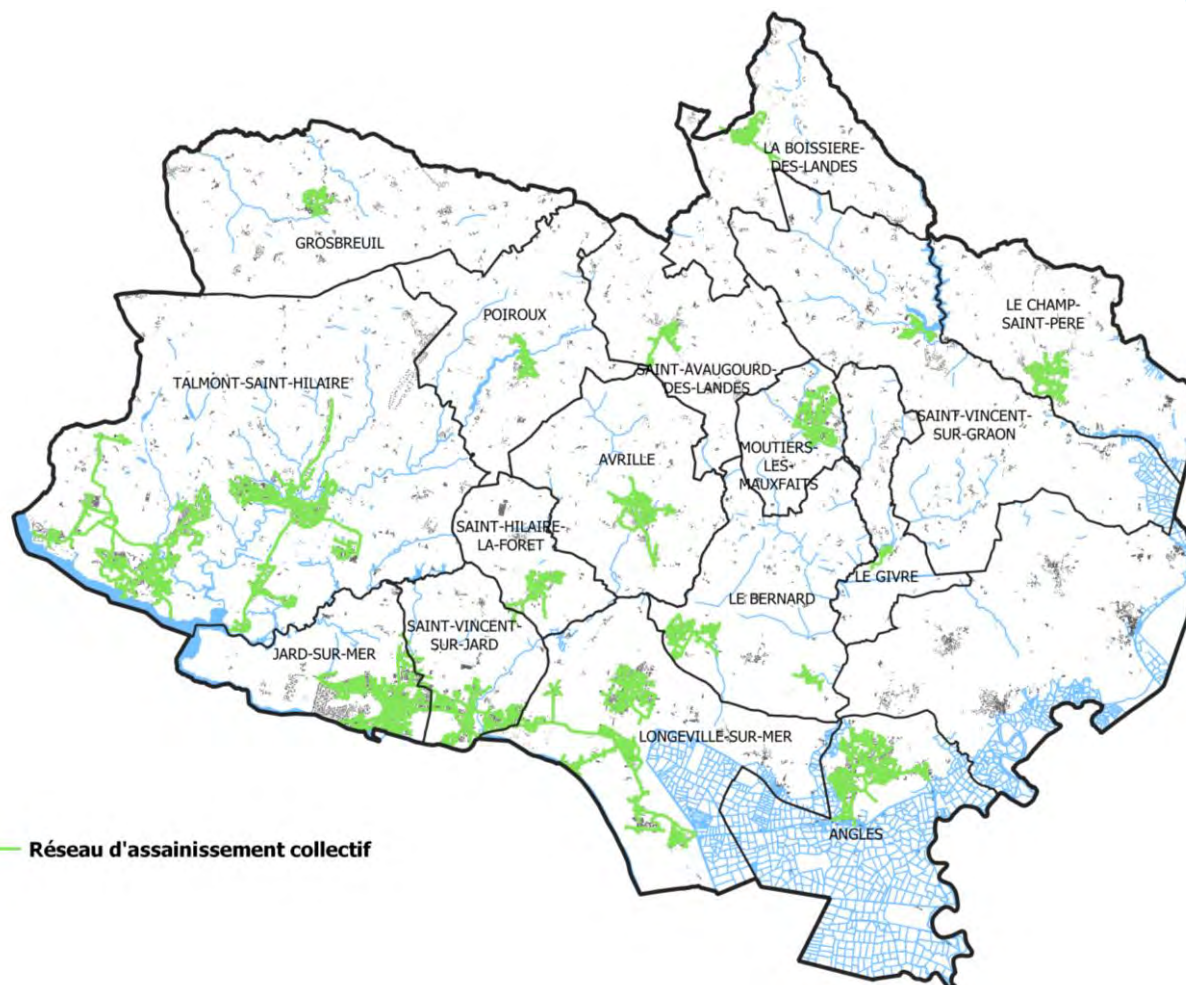 LA BOISSIERE-
DES-LANDES
GROSBREUIL
LE CHAMP-
SAINT-PERE
POIROUX
TALMONT-SAINT-HILAIRE
SAINT-AVAUGOURD-
DES-LANDES
SAINT-VINCENT-
SUR-GRAON
MOUTIERS-
LES-
MAUXFAITS
AVRILLE
SAINT-HILAIRE-
LA-FORET
LE GIVRE
LE BERNARD
SAINT-VINCENT-
SUR-JARD
JARD-SUR-MER
LONGEVILLE-SUR-MER
ANGLES
Réseau d'assainissement collectif